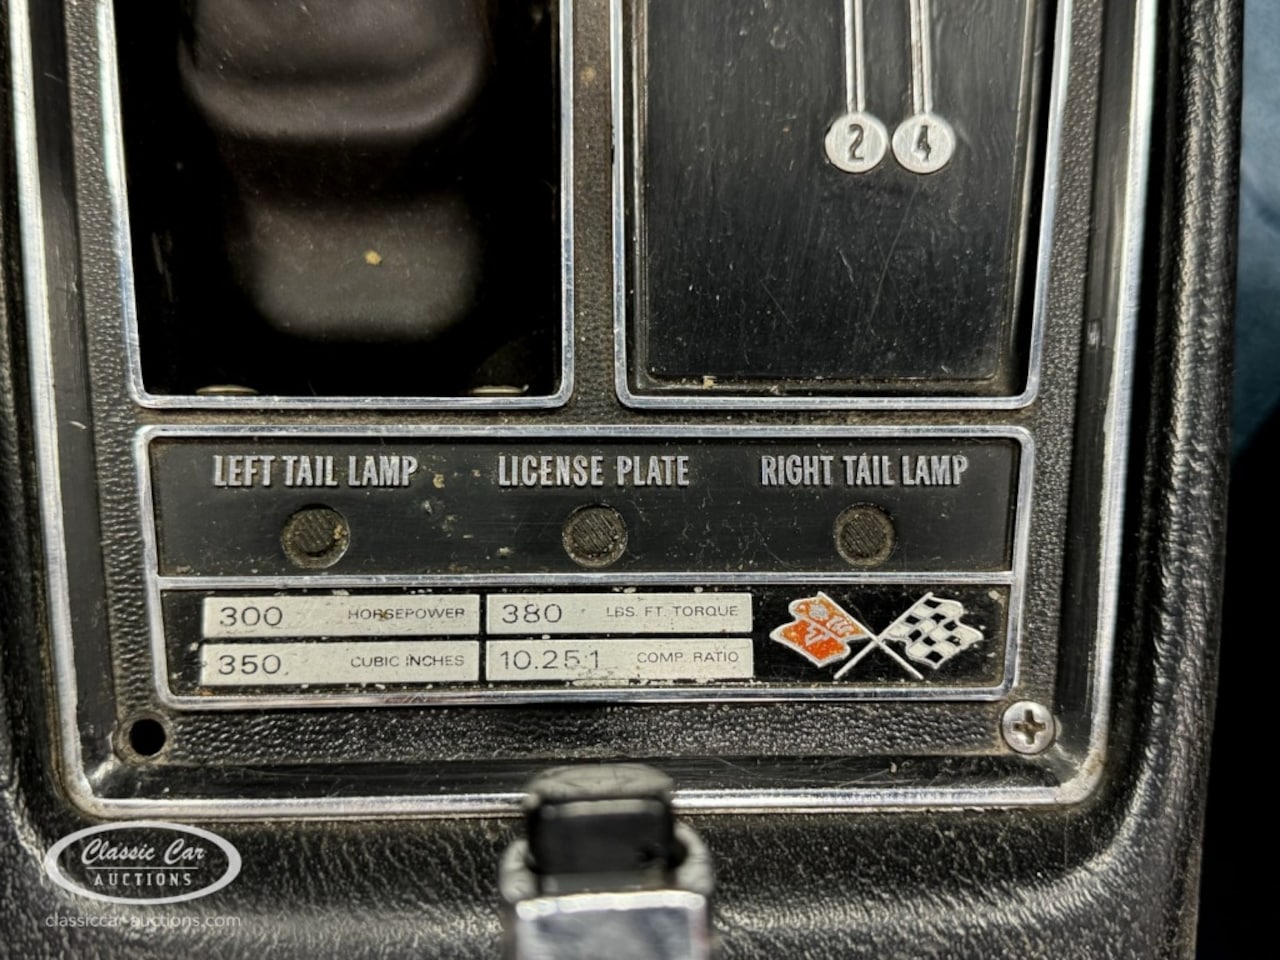 2 4
LEFT TAIL LAMP LICENSE PLATE RIGHT TAIL LAMP
300 HORSEPOWER 380 LBS. FT. TORQUE
350 CUBIC INCHES 10.25:1 COMP. RATIO
Classic Car
AUCTIONS
classiccar-auctions.com